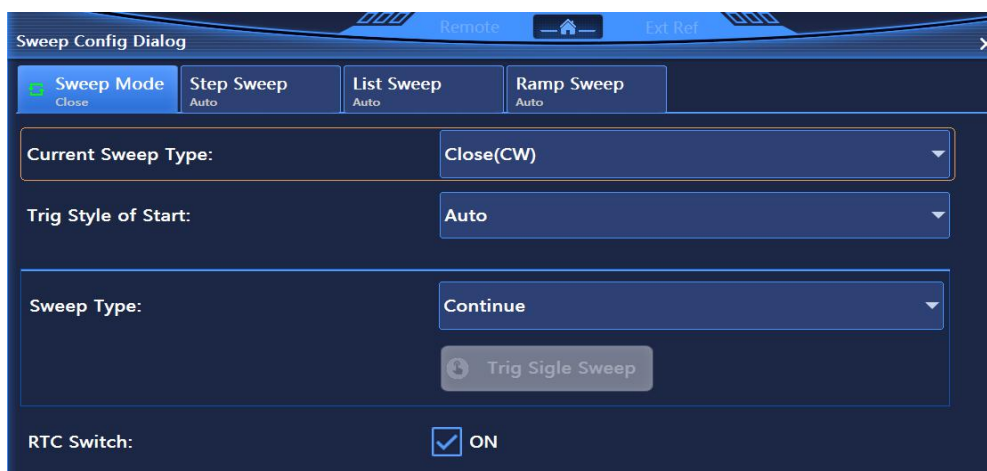 Remote Ext Ref
Sweep Config Dialog
Sweep Mode Step Sweep List Sweep Ramp Sweep
Close Auto Auto Auto
Current Sweep Type: Close(CW)
Trig Style of Start: Auto
Sweep Type: Continue
Trig Sigle Sweep
RTC Switch: ON